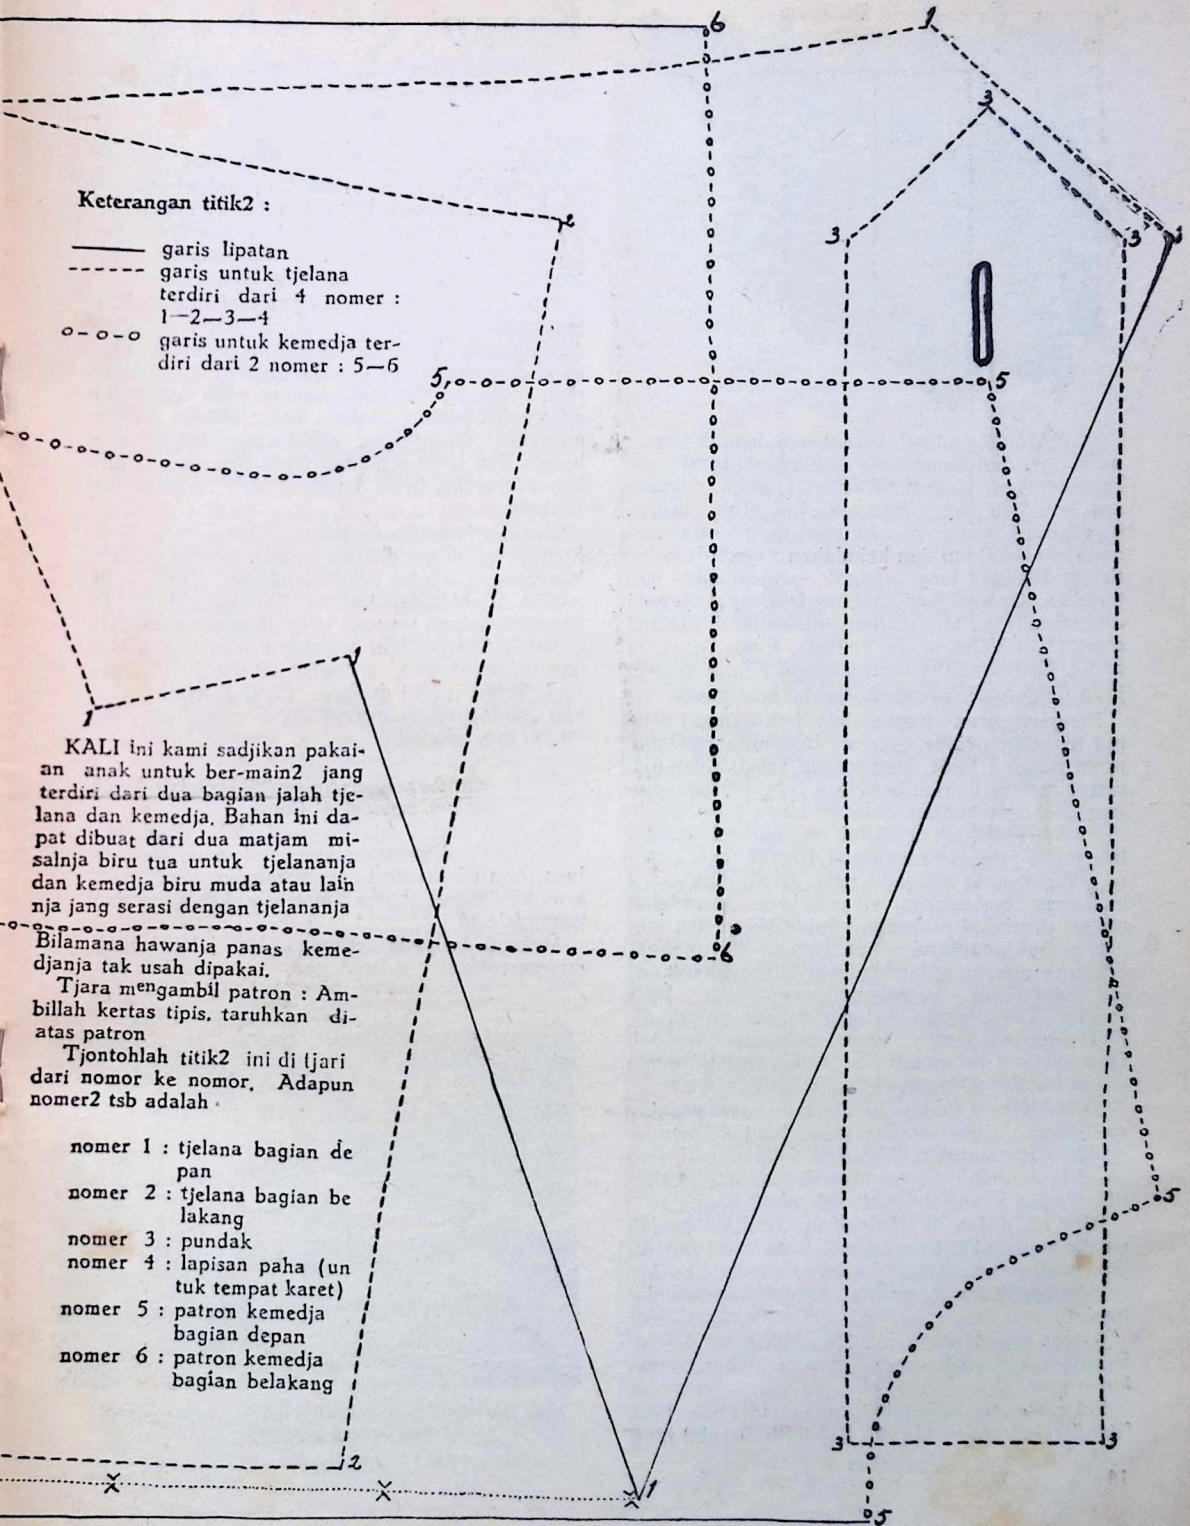 6
1
3
Keterangan titik2 :
2
3
3
1
garis lipatan
garis untuk tjelana
terdiri dari 4 nomer :
1—2—3—4
garis untuk kemedja ter-
diri dari 2 nomer : 5—6
5
5
1
1
KALI ini kami sadjikan pakai-
an anak untuk ber-main2 jang
terdiri dari dua bagian jalah tje-
lana dan kemedja. Bahan ini da-
pat dibuat dari dua matjam mi-
salnja biru tua untuk tjelananja
dan kemedja biru muda atau lain
nja jang serasi dengan tjelananja
Bilamana hawanja panas keme-
djanja tak usah dipakai.
6
Tjara mengambil patron : Am-
billah kertas tipis, taruhkan di-
atas patron
Tjontohlah titik2 ini di tjari
dari nomor ke nomor. Adapun
nomer2 tsb adalah
nomer 1 : tjelana bagian de
pan
nomer 2 : tjelana bagian be
lakang
nomer 3 : pundak
nomer 4 : lapisan paha (un
tuk tempat karet)
nomer 5 : patron kemedja
bagian depan
nomer 6 : patron kemedja
bagian belakang
5
3
3
2
1
5